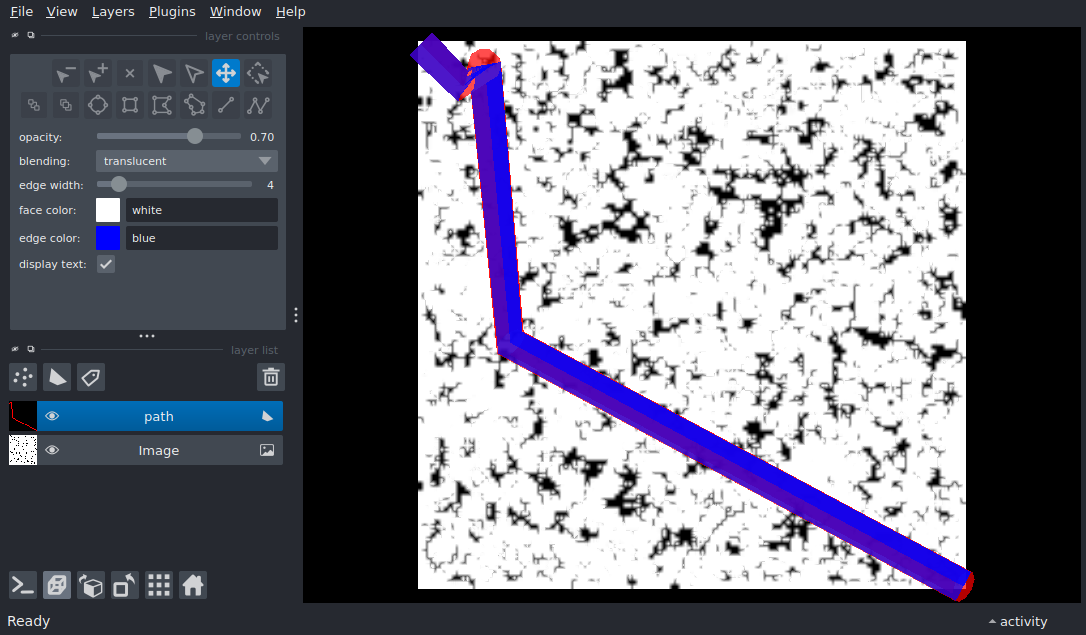 File View Layers Plugins Window Help
layer controls
opacity: 0.70
blending: translucent
edge width: 4
face color: white
edge color: blue
display text:
layer list
path
Image
Ready
activity